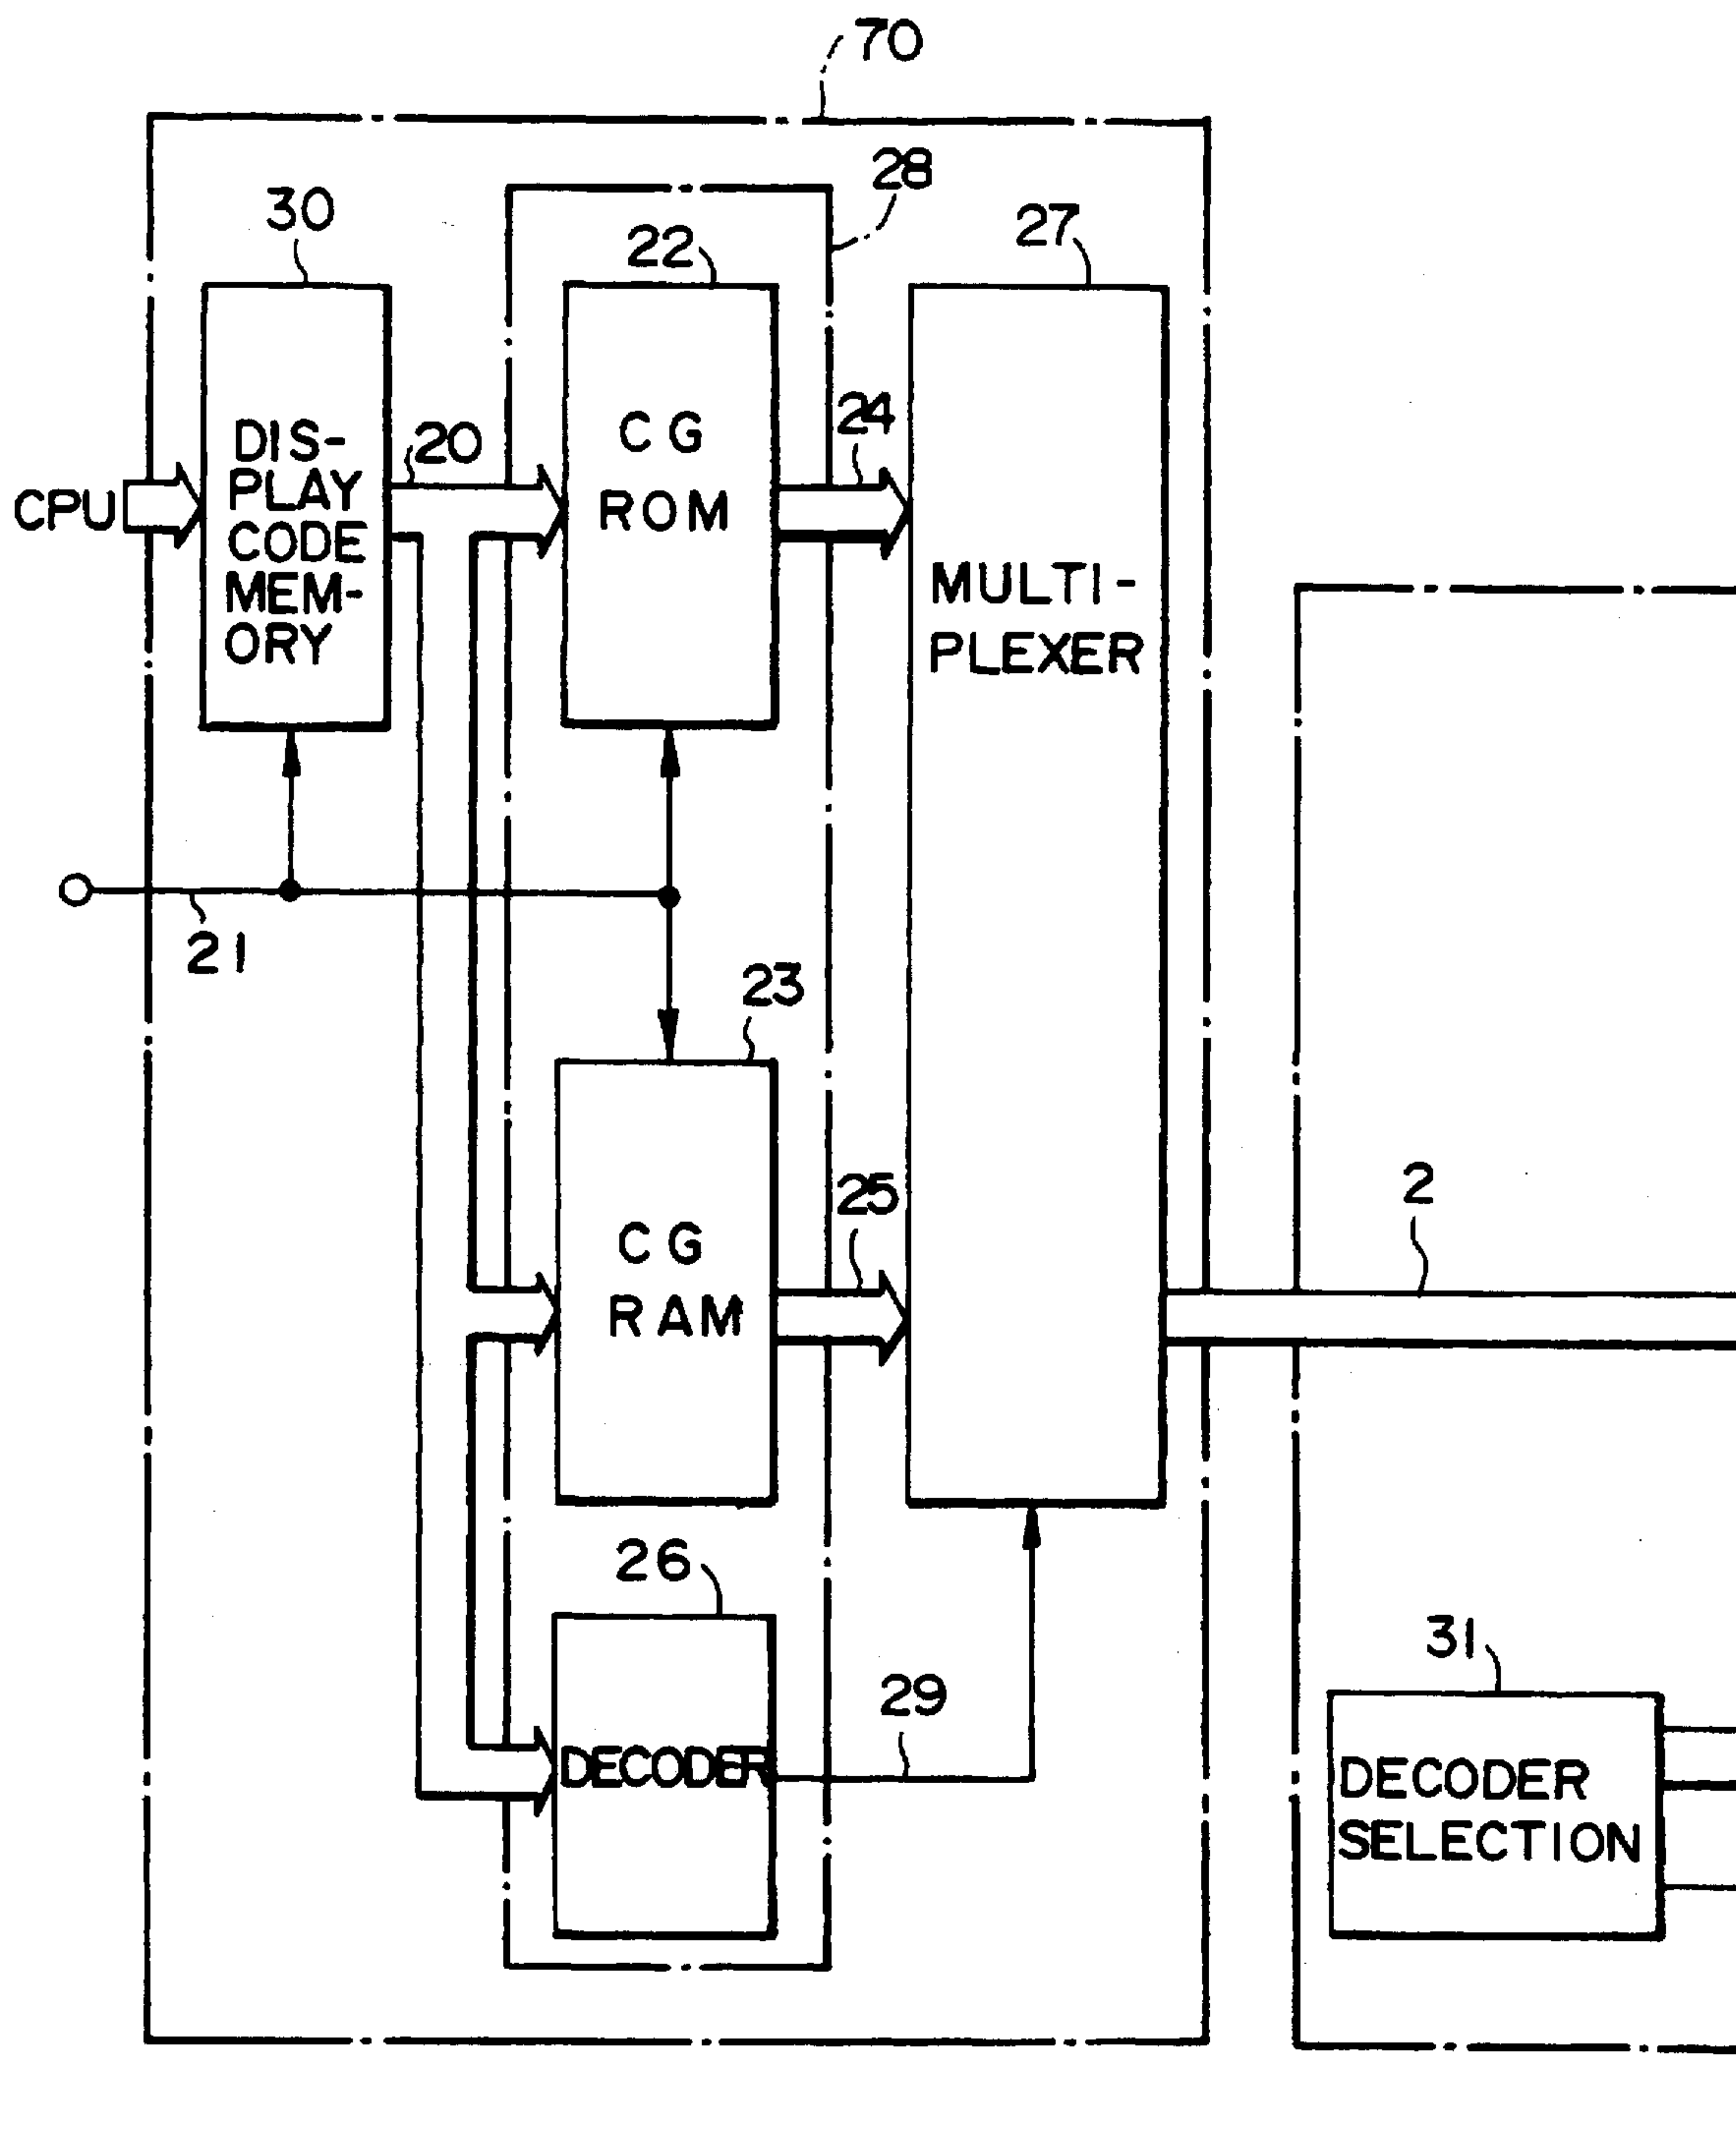 70
28
30
22
27
24
20
CPU
DIS-
PLAY
CODE
MEM-
ORY
CG
ROM
MULTI-
PLEXER
21
23
25
2
CG
RAM
26
29
31
DECODER
DECODER
SELECTION